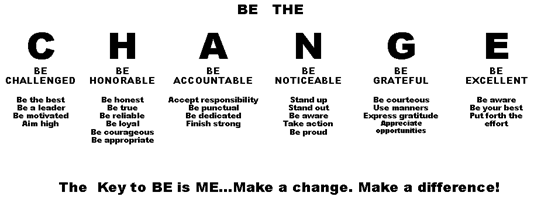 BE THE
C H A N G E
BE CHALLENGED
Be the best
Be a leader
Be motivated
Aim high
BE HONORABLE
Be honest
Be true
Be reliable
Be loyal
Be courageous
Be appropriate
BE ACCOUNTABLE
Accept responsibility
Be punctual
Be dedicated
Finish strong
BE NOTICEABLE
Stand up
Stand out
Be aware
Take action
Be proud
BE GRATEFUL
Be courteous
Use manners
Express gratitude
Appreciate
opportunities
BE EXCELLENT
Be aware
Be your best
Put forth the
effort
The Key to BE is ME...Make a change. Make a difference!